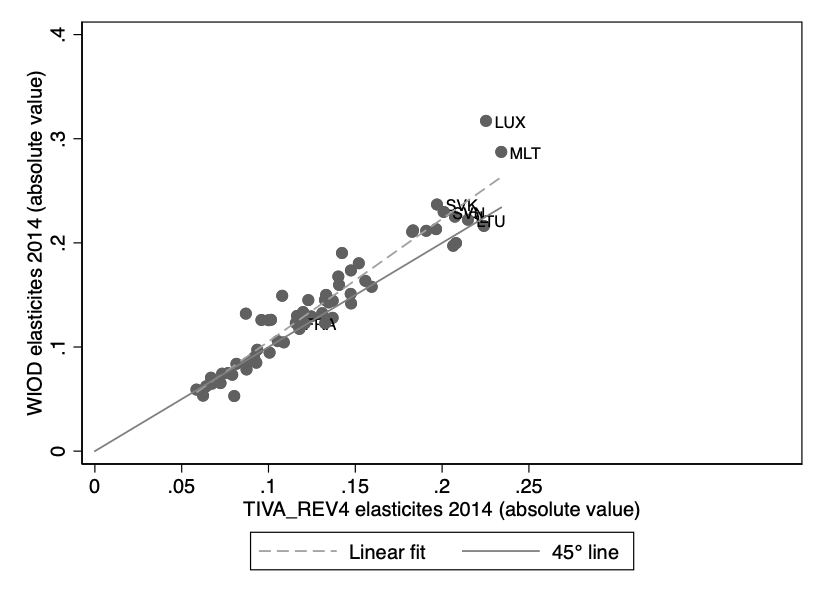 WIOD elasticites 2014 (absolute value)
.4
.3
.2
.1
0
LUX
MLT
SVK
SVN
LTU
FRA
0
.05
.1
.15
.2
.25
TIVA_REV4 elasticites 2014 (absolute value)
Linear fit
45° line